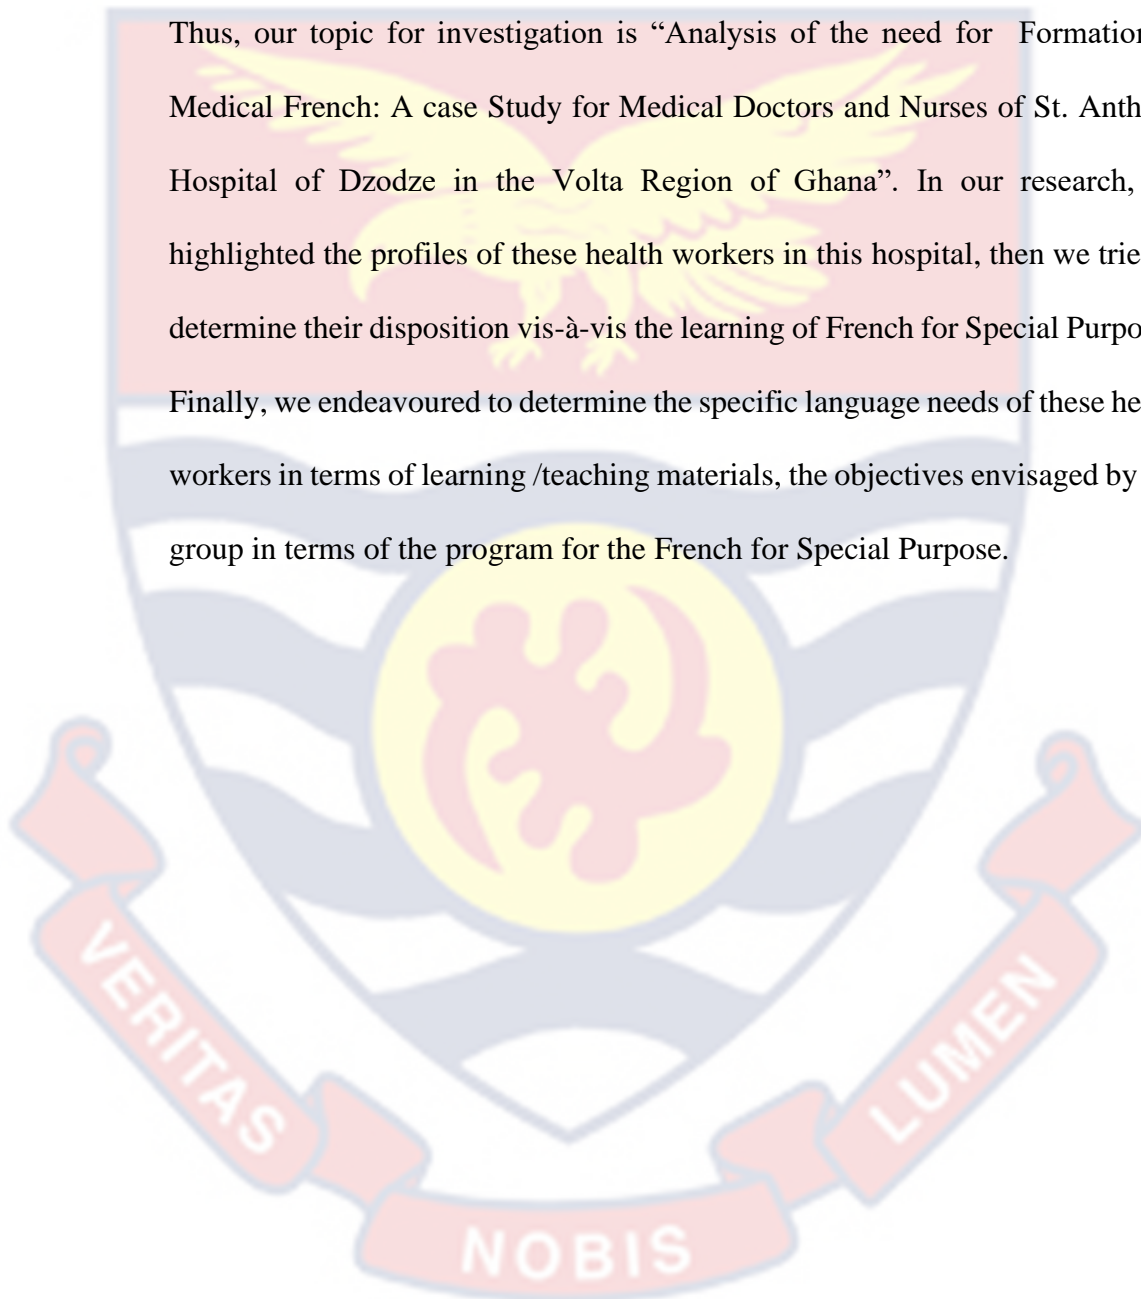 Thus, our topic for investigation is “Analysis of the need for Formation
Medical French: A case Study for Medical Doctors and Nurses of St. Anth
Hospital of Dzodze in the Volta Region of Ghana”. In our research,
highlighted the profiles of these health workers in this hospital, then we trie
determine their disposition vis-à-vis the learning of French for Special Purpo
Finally, we endeavoured to determine the specific language needs of these he
workers in terms of learning /teaching materials, the objectives envisaged by
group in terms of the program for the French for Special Purpose.
VERITAS
NOBIS
LUMEN